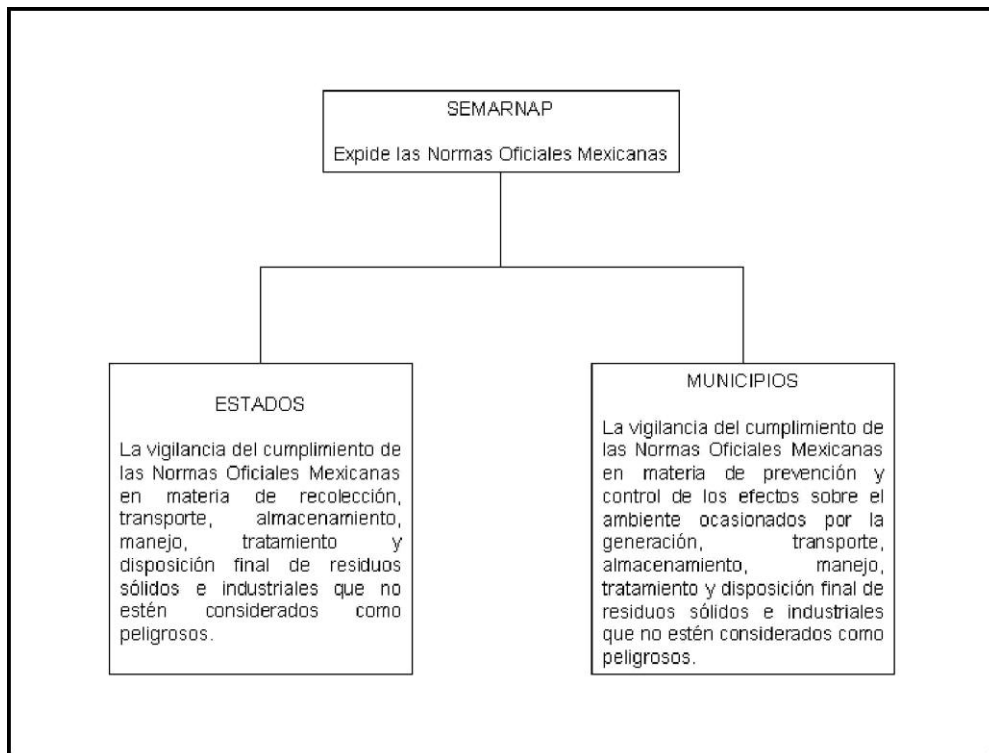 SEMARNAP
Expide las Normas Oficiales Mexicanas
ESTADOS
La vigilancia del cumplimiento de
las Normas Oficiales Mexicanas
en materia de recolección,
transporte, almacenamiento,
manejo, tratamiento y
disposición final de residuos
sólidos e industriales que no
estén considerados como
peligrosos.
MUNICIPIOS
La vigilancia del cumplimiento de
las Normas Oficiales Mexicanas
en materia de prevención y
control de los efectos sobre el
ambiente ocasionados por la
generación, transporte,
almacenamiento, manejo,
tratamiento y disposición final de
residuos sólidos e industriales
que no estén considerados como
peligrosos.